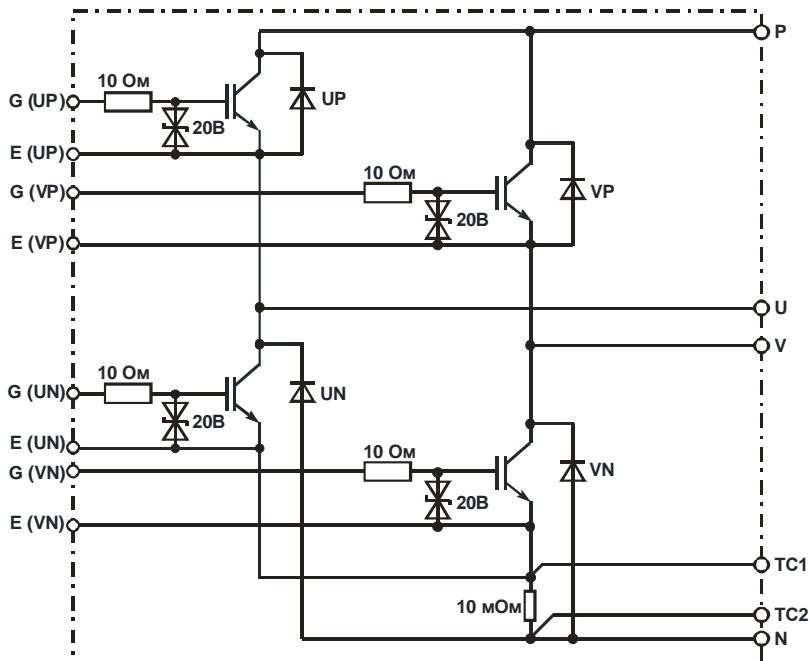 P
10 Ом
G (UP)
UP
20В
E (UP)
10 Ом
G (VP)
VP
20В
E (VP)
U
V
10 Ом
G (UN)
UN
20В
E (UN)
10 Ом
G (VN)
VN
20В
E (VN)
TC1
10 мОм
TC2
N